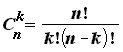 C_n^k = n! / k!(n-k)!